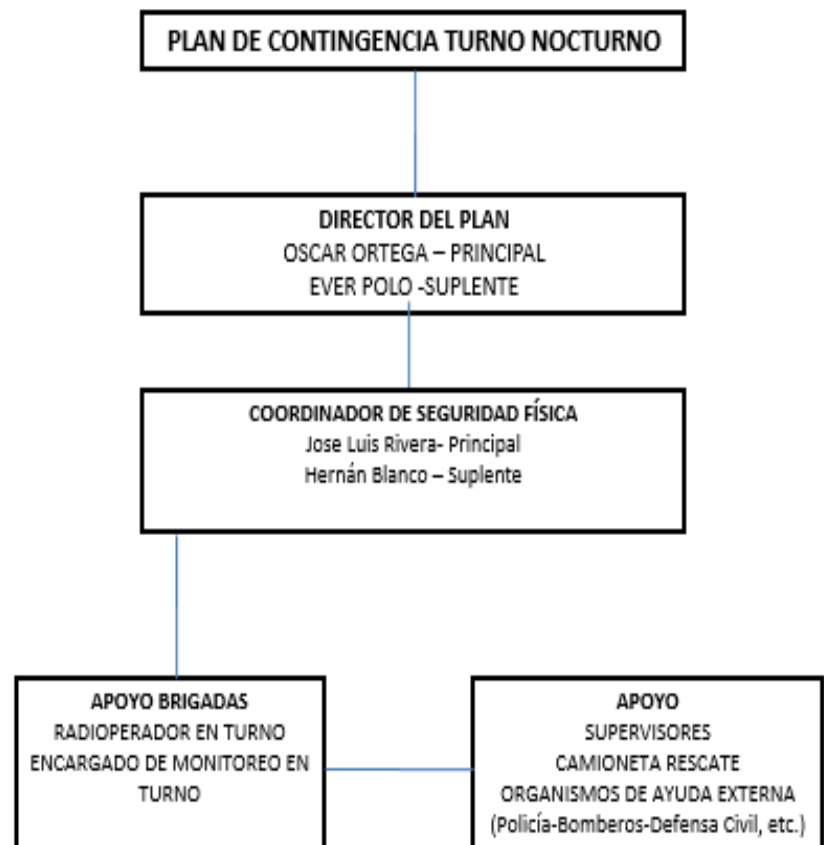 PLAN DE CONTINGENCIA TURNO NOCTURNO
DIRECTOR DEL PLAN
OSCAR ORTEGA – PRINCIPAL
EVER POLO -SUPLENTE
COORDINADOR DE SEGURIDAD FÍSICA
Jose Luis Rivera- Principal
Hernán Blanco – Suplente
APOYO BRIGADAS
RADIOPERADOR EN TURNO
ENCARGADO DE MONITOREO EN
TURNO
APOYO
SUPERVISORES
CAMIONETA RESCATE
ORGANISMOS DE AYUDA EXTERNA
(Policía-Bomberos-Defensa Civil, etc.)